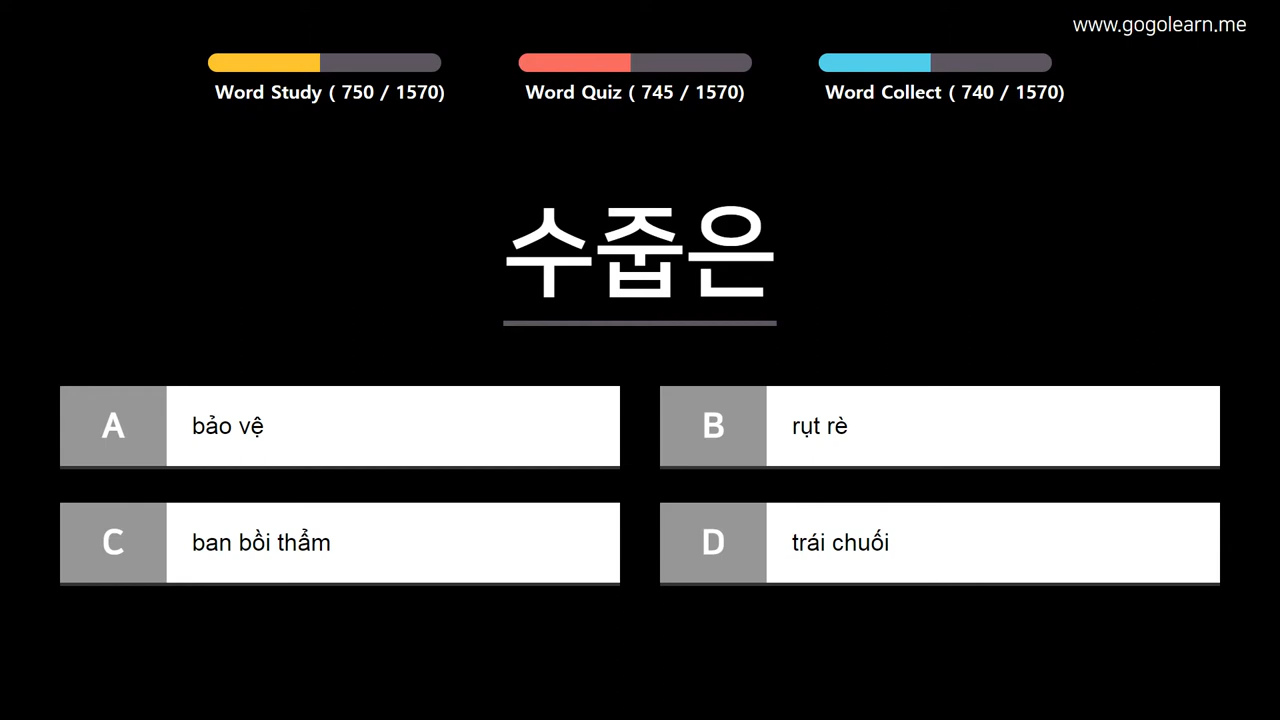 www.gogolearn.me
Word Study ( 750 / 1570)
Word Quiz ( 745 / 1570)
Word Collect ( 740 / 1570)
수줍은
A bảo vệ
B rụt rè
C ban bồi thẩm
D trái chuối